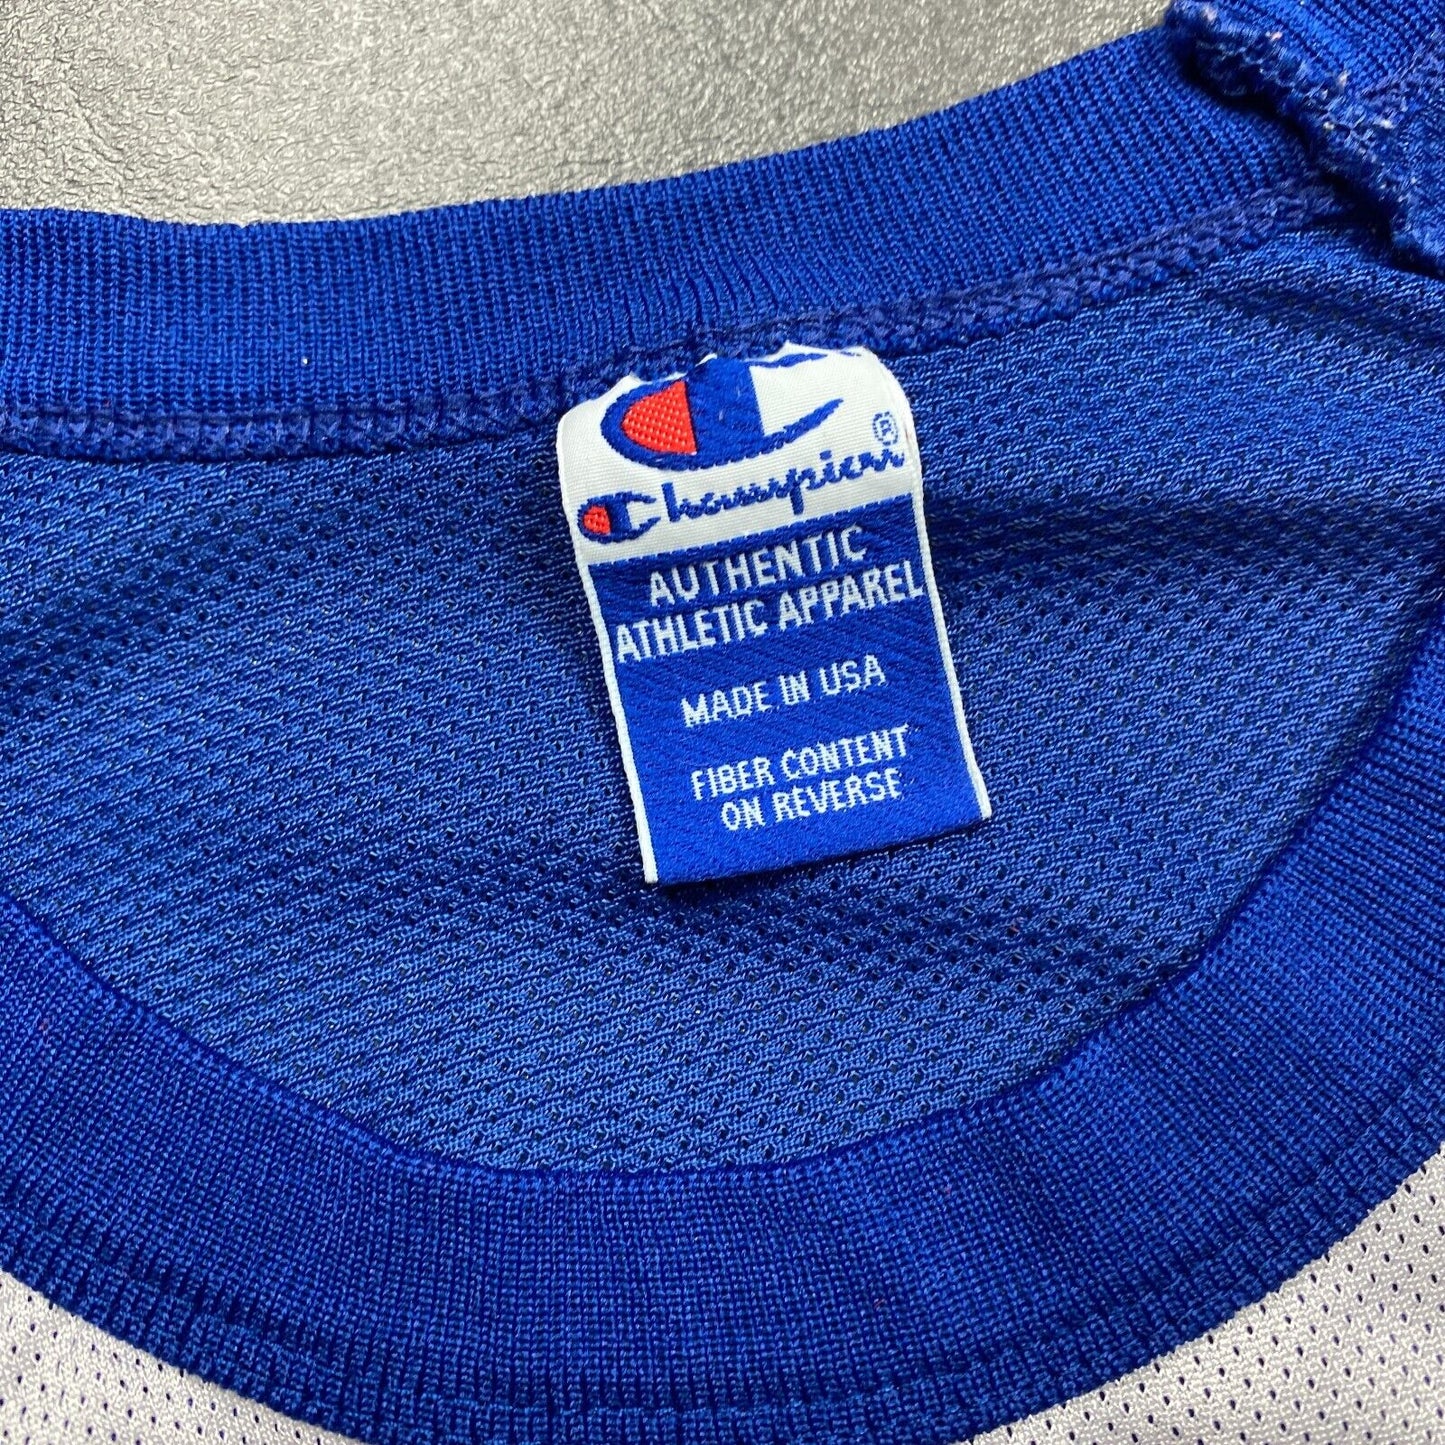 Champion®
AUTHENTIC
ATHLETIC APPAREL
MADE IN USA
FIBER CONTENT
ON REVERSE